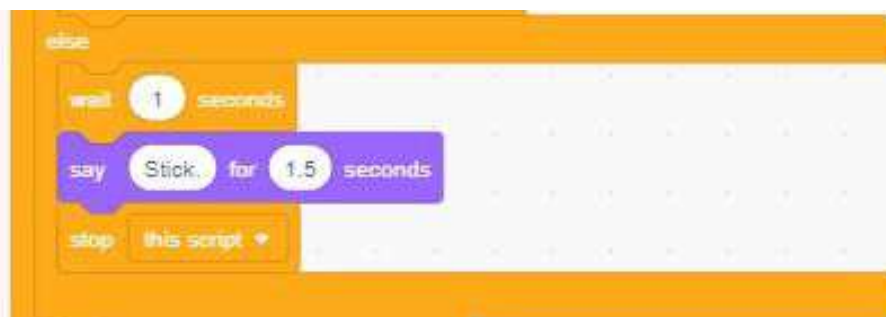 else
wait 1 seconds
say Stick. for 1.5 seconds
stop this script